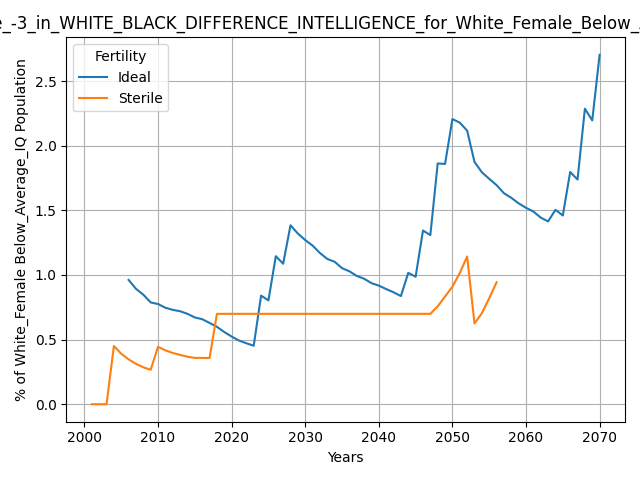 _-3_in_WHITE_BLACK_DIFFERENCE_INTELLIGENCE_for_White_Female_Below_
Fertility
Ideal
Sterile
% of White_Female Below_Average_IQ Population
2.5
2.0
1.5
1.0
0.5
0.0
2000 2010 2020 2030 2040 2050 2060 2070
Years